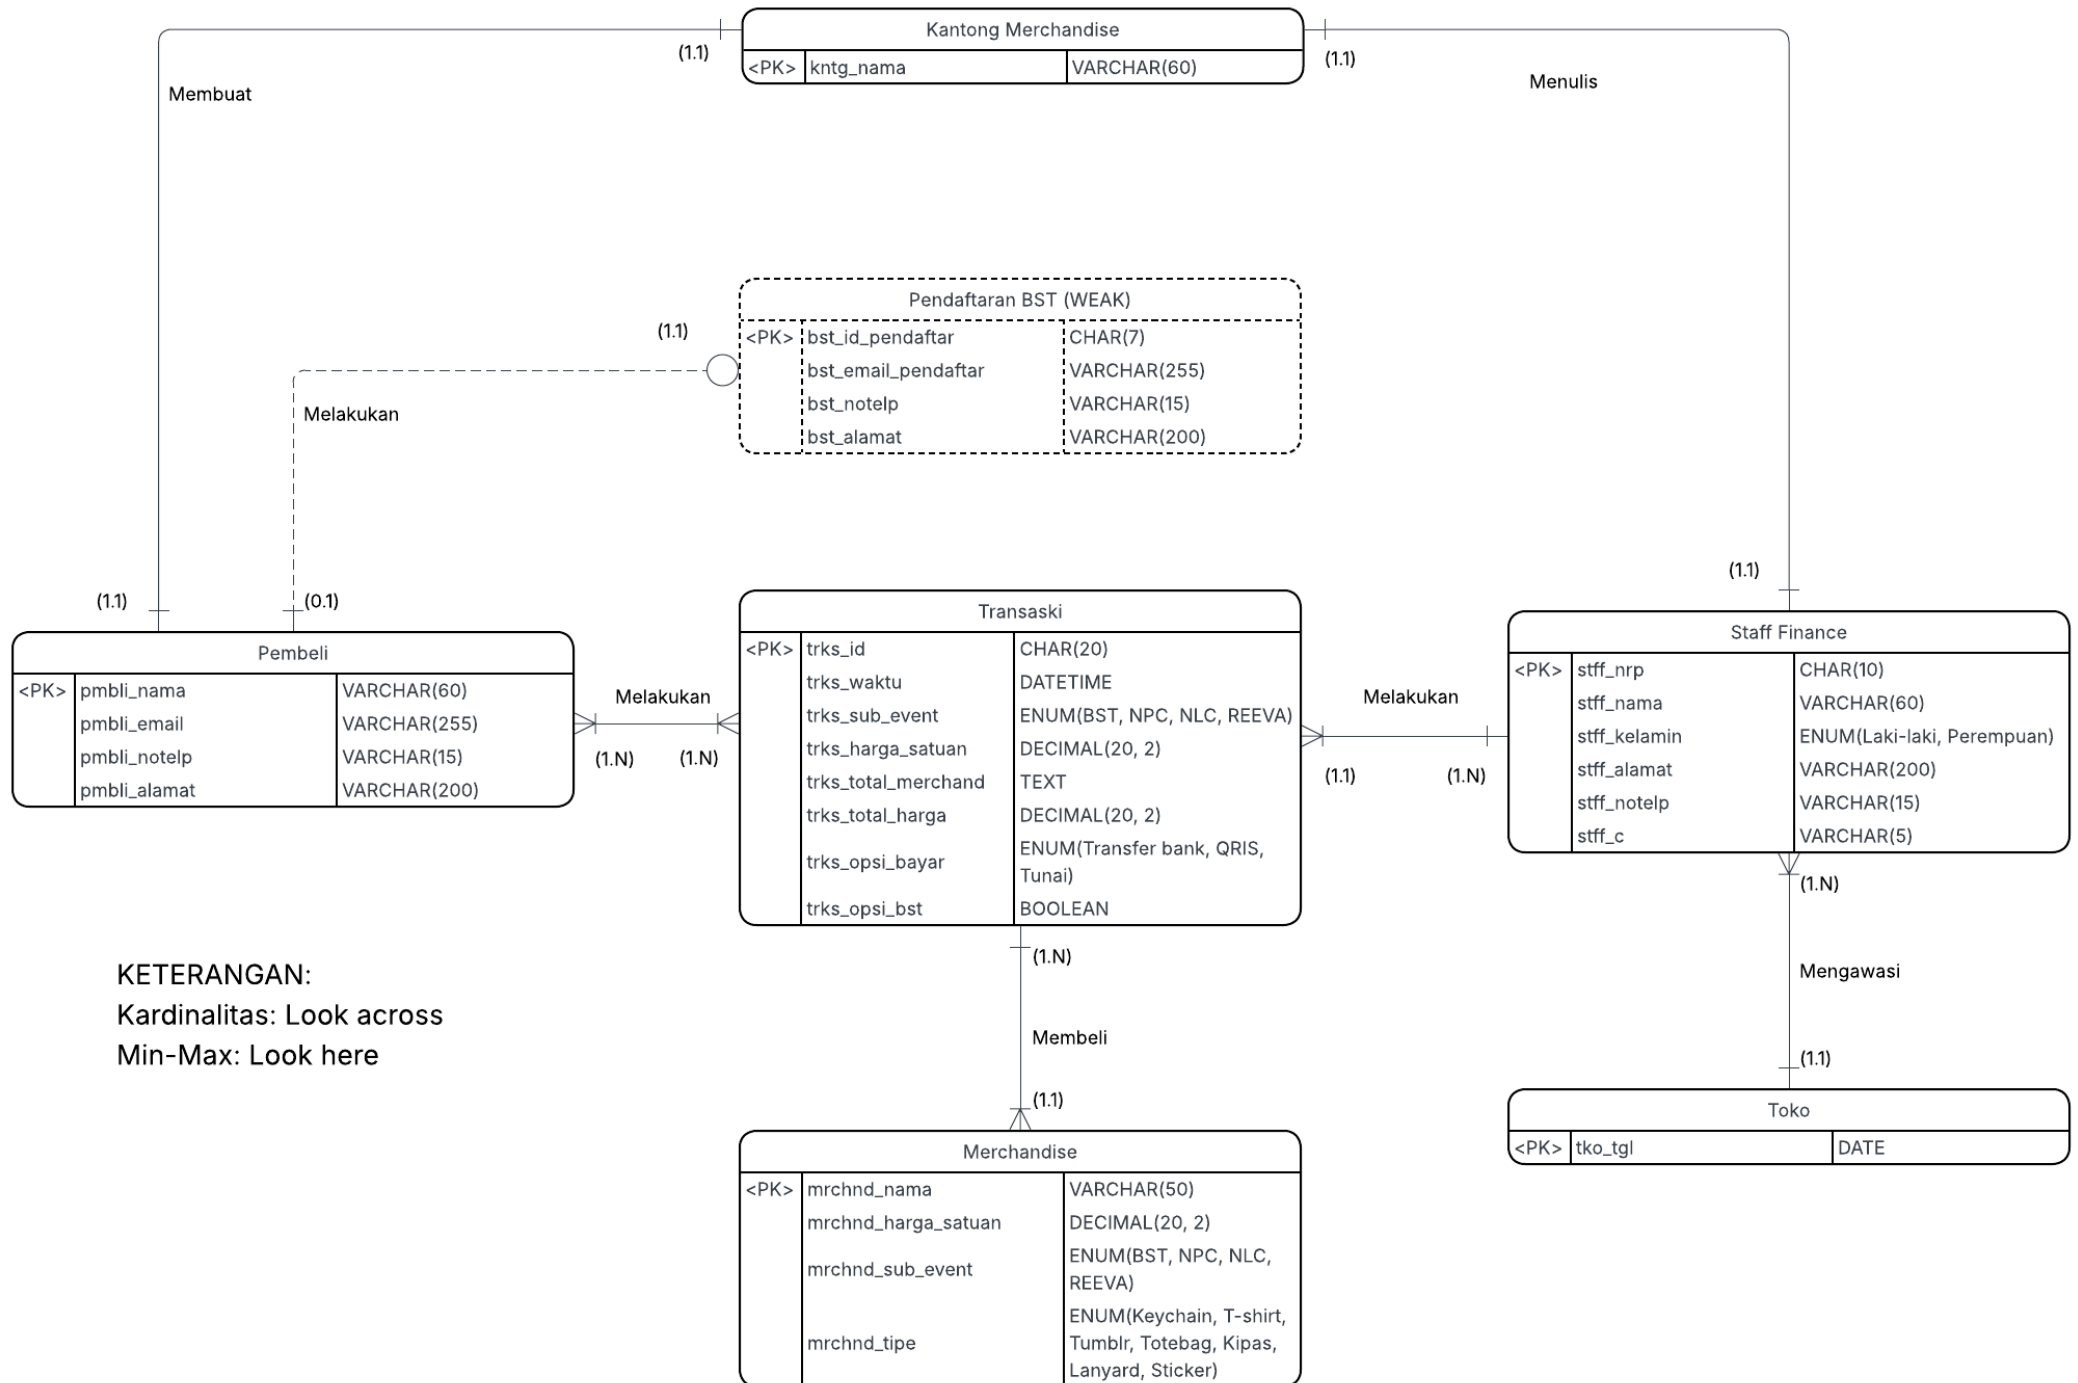 Kantong Merchandise
<PK> kntg_nama VARCHAR(60)
(1.1)
(1.1)
Membuat
Menulis
Pendaftaran BST (WEAK)
<PK> bst_id_pendaftar CHAR(7)
bst_email_pendaftar VARCHAR(255)
bst_notelp VARCHAR(15)
bst_alamat VARCHAR(200)
(1.1)
Melakukan
(1.1)
(0.1)
(1.1)
Pembeli
<PK> pmbli_nama VARCHAR(60)
pmbli_email VARCHAR(255)
pmbli_notelp VARCHAR(15)
pmbli_alamat VARCHAR(200)
Melakukan
(1.N)
(1.N)
Transaski
<PK> trks_id CHAR(20)
trks_waktu DATETIME
trks_sub_event ENUM(BST, NPC, NLC, REEVA)
trks_harga_satuan DECIMAL(20, 2)
trks_total_merchand TEXT
trks_total_harga DECIMAL(20, 2)
trks_opsi_bayar ENUM(Transfer bank, QRIS,
Tunai)
trks_opsi_bst BOOLEAN
Melakukan
(1.1)
(1.N)
Staff Finance
<PK> stff_nrp CHAR(10)
stff_nama VARCHAR(60)
stff_kelamin ENUM(Laki-laki, Perempuan)
stff_alamat VARCHAR(200)
stff_notelp VARCHAR(15)
stff_c VARCHAR(5)
(1.N)
Mengawasi
(1.1)
Toko
<PK> tko_tgl DATE
(1.N)
Membeli
(1.1)
Merchandise
<PK> mrchnd_nama VARCHAR(50)
mrchnd_harga_satuan DECIMAL(20, 2)
mrchnd_sub_event ENUM(BST, NPC, NLC,
REEVA)
mrchnd_tipe ENUM(Keychain, T-shirt,
Tumblr, Totebag, Kipas,
Lanyard, Sticker)
KETERANGAN:
Kardinalitas: Look across
Min-Max: Look here